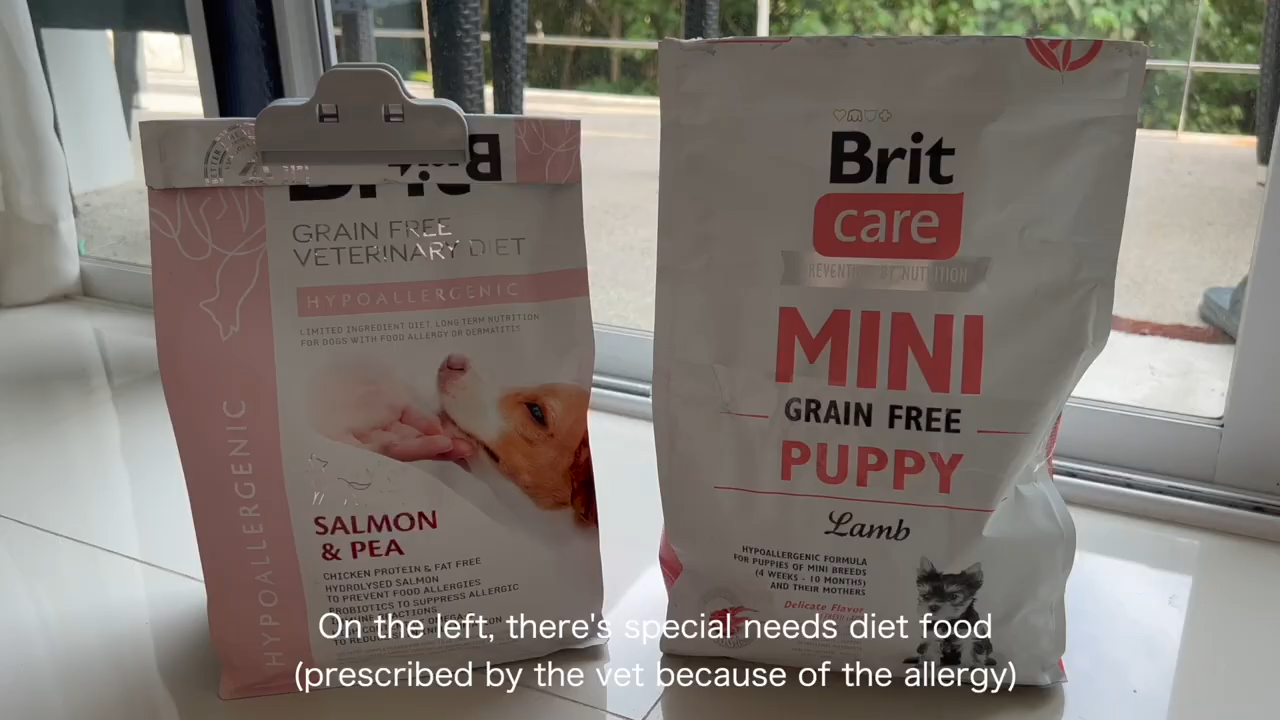 Brit
GRAIN FREE
VETERINARY DIET
HYPOALLERGENIC
LIMITED INGREDIENT DIET LONG TERM NUTRITION
FOR DOGS WITH FOOD ALLERGY OR DERMATITIS
HYPOALLERGENIC
SALMON
& PEA
CHICKEN PROTEIN & FAT FREE
HYDROLYSED SALMON
TO PREVENT FOOD ALLERGIES
PROBIOTICS TO SUPPRESS ALLERGIC
Brit
care
PREVENTION BY NUTRITION
MINI
GRAIN FREE
PUPPY
Lamb
HYPOALLERGENIC FORMULA
FOR PUPPIES OF MINI BREEDS
(4 WEEKS - 10 MONTHS)
AND THEIR MOTHERS
Delicate Flavor
On the left, there's special needs diet food
(prescribed by the vet because of the allergy)